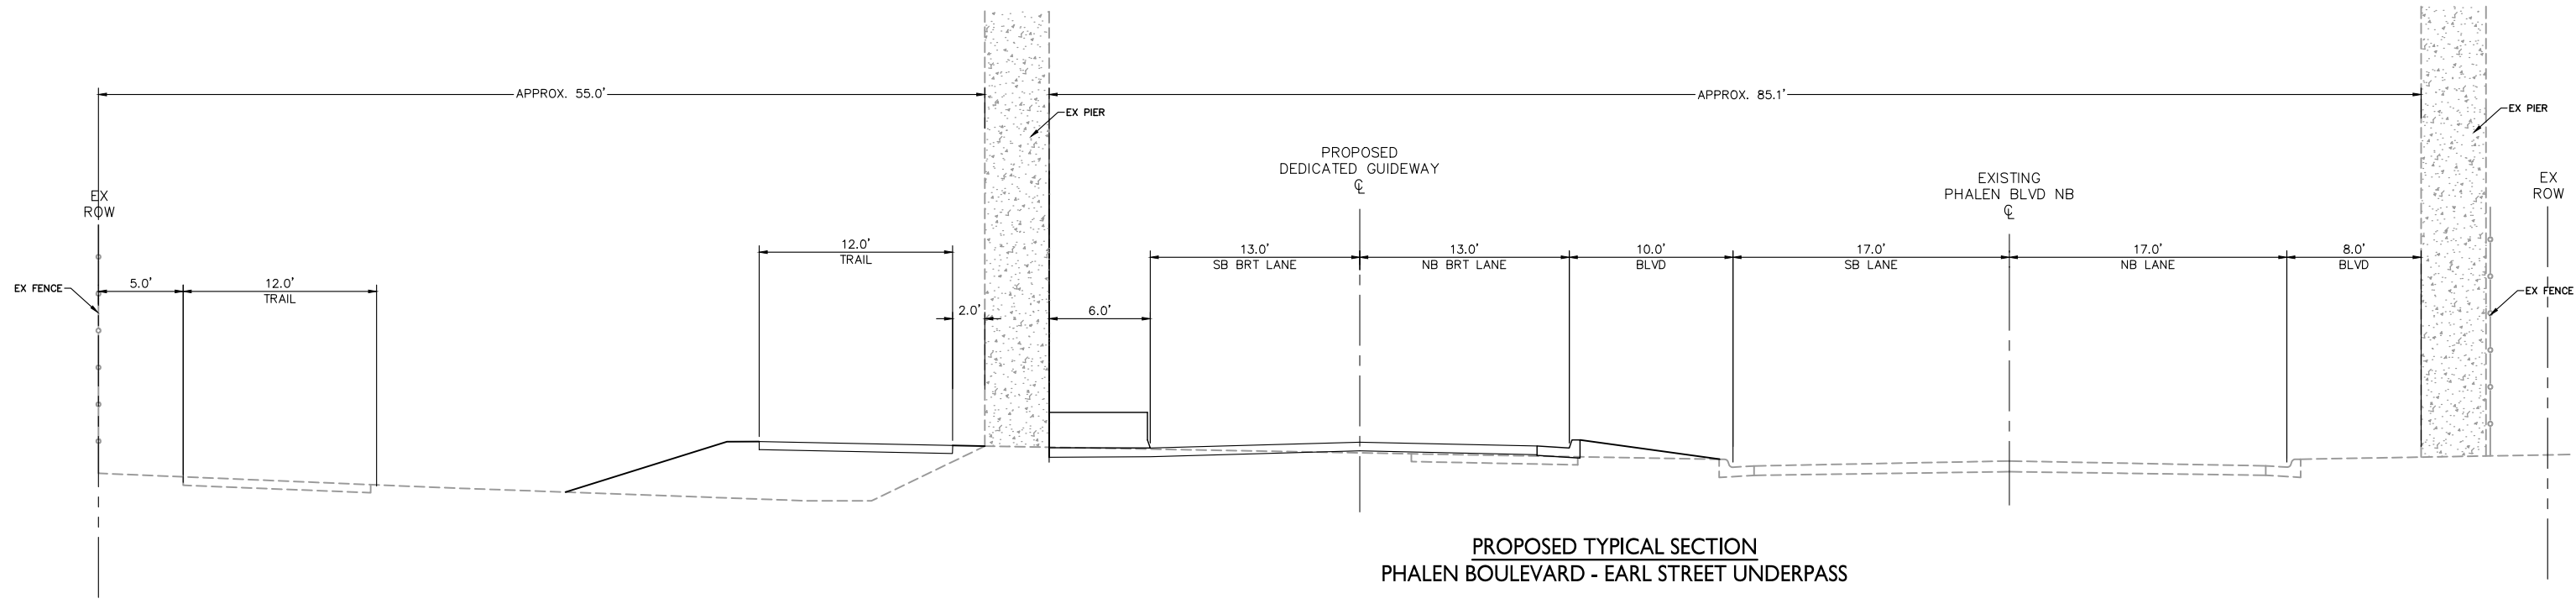 APPROX. 55.0'
APPROX. 85.1'
EX PIER
EX PIER
PROPOSED
DEDICATED GUIDEWAY
℄
EXISTING
PHALEN BLVD NB
℄
EX
ROW
EX
ROW
12.0'
TRAIL
13.0'
SB BRT LANE
13.0'
NB BRT LANE
10.0'
BLVD
17.0'
SB LANE
17.0'
NB LANE
8.0'
BLVD
EX FENCE
5.0'
12.0'
TRAIL
2.0'
6.0'
EX FENCE
PROPOSED TYPICAL SECTION
PHALEN BOULEVARD - EARL STREET UNDERPASS